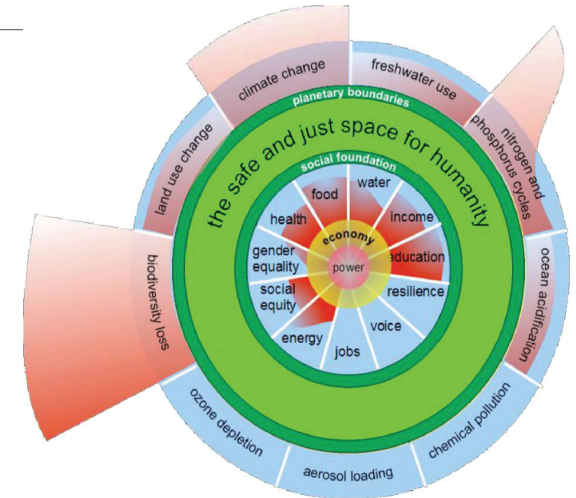 climate change
freshwater use
nitrogen and
phosphorus cycles
ocean acidification
chemical pollution
aerosol loading
ozone depletion
biodiversity loss
land use change
planetary boundaries
the safe and just space for humanity
social foundation
water
income
education
resilience
voice
jobs
energy
social
equity
gender
equality
health
food
economy
power